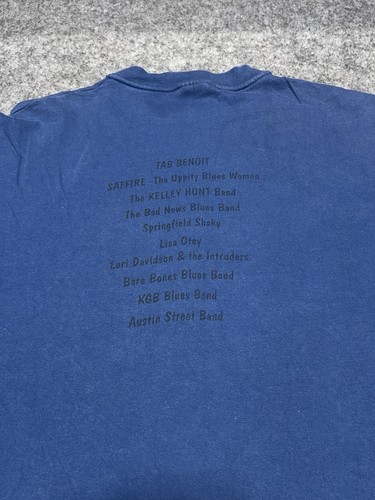 TAB BENOIT
SAFFIRE -The Uppity Blues Women
The KELLEY HUNT Band
The Bad News Blues Band
Springfield Shaky
Lisa Otey
Lori Davidson & the Intruders
Bare Bones Blues Band
KGB Blues Band
Austin Street Band